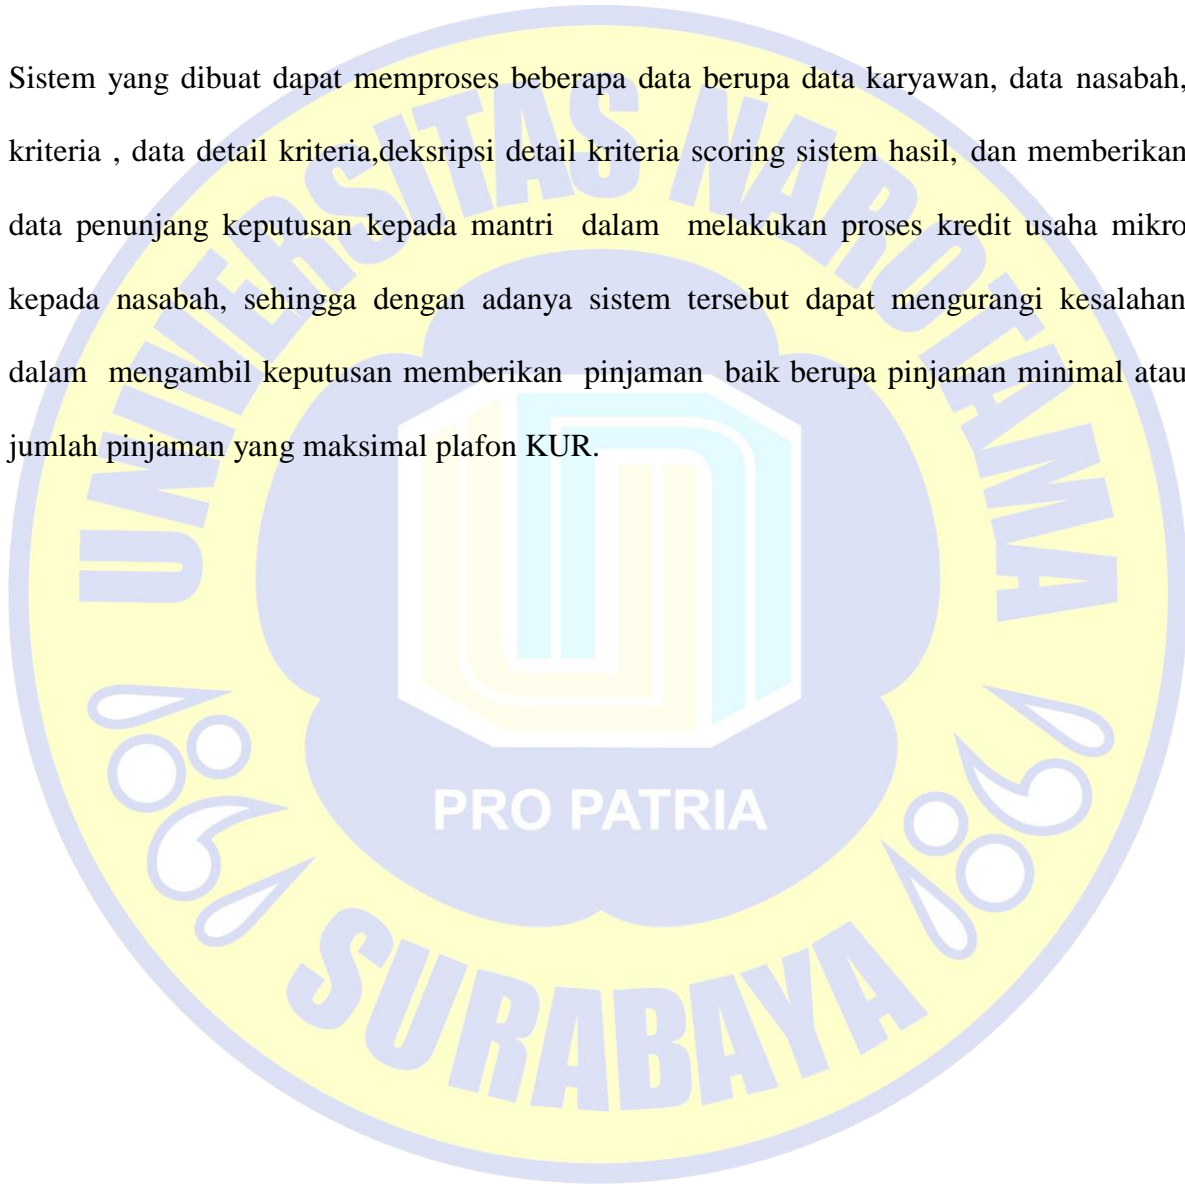 Sistem yang dibuat dapat memproses beberapa data berupa data karyawan, data nasabah,
kriteria , data detail kriteria,deksripsi detail kriteria scoring sistem hasil, dan memberikan
data penunjang keputusan kepada mantri dalam melakukan proses kredit usaha mikro
kepada nasabah, sehingga dengan adanya sistem tersebut dapat mengurangi kesalahan
dalam mengambil keputusan memberikan pinjaman baik berupa pinjaman minimal atau
jumlah pinjaman yang maksimal plafon KUR.
UNIVERSITAS NAROTAMA
PRO PATRIA
SURABAYA